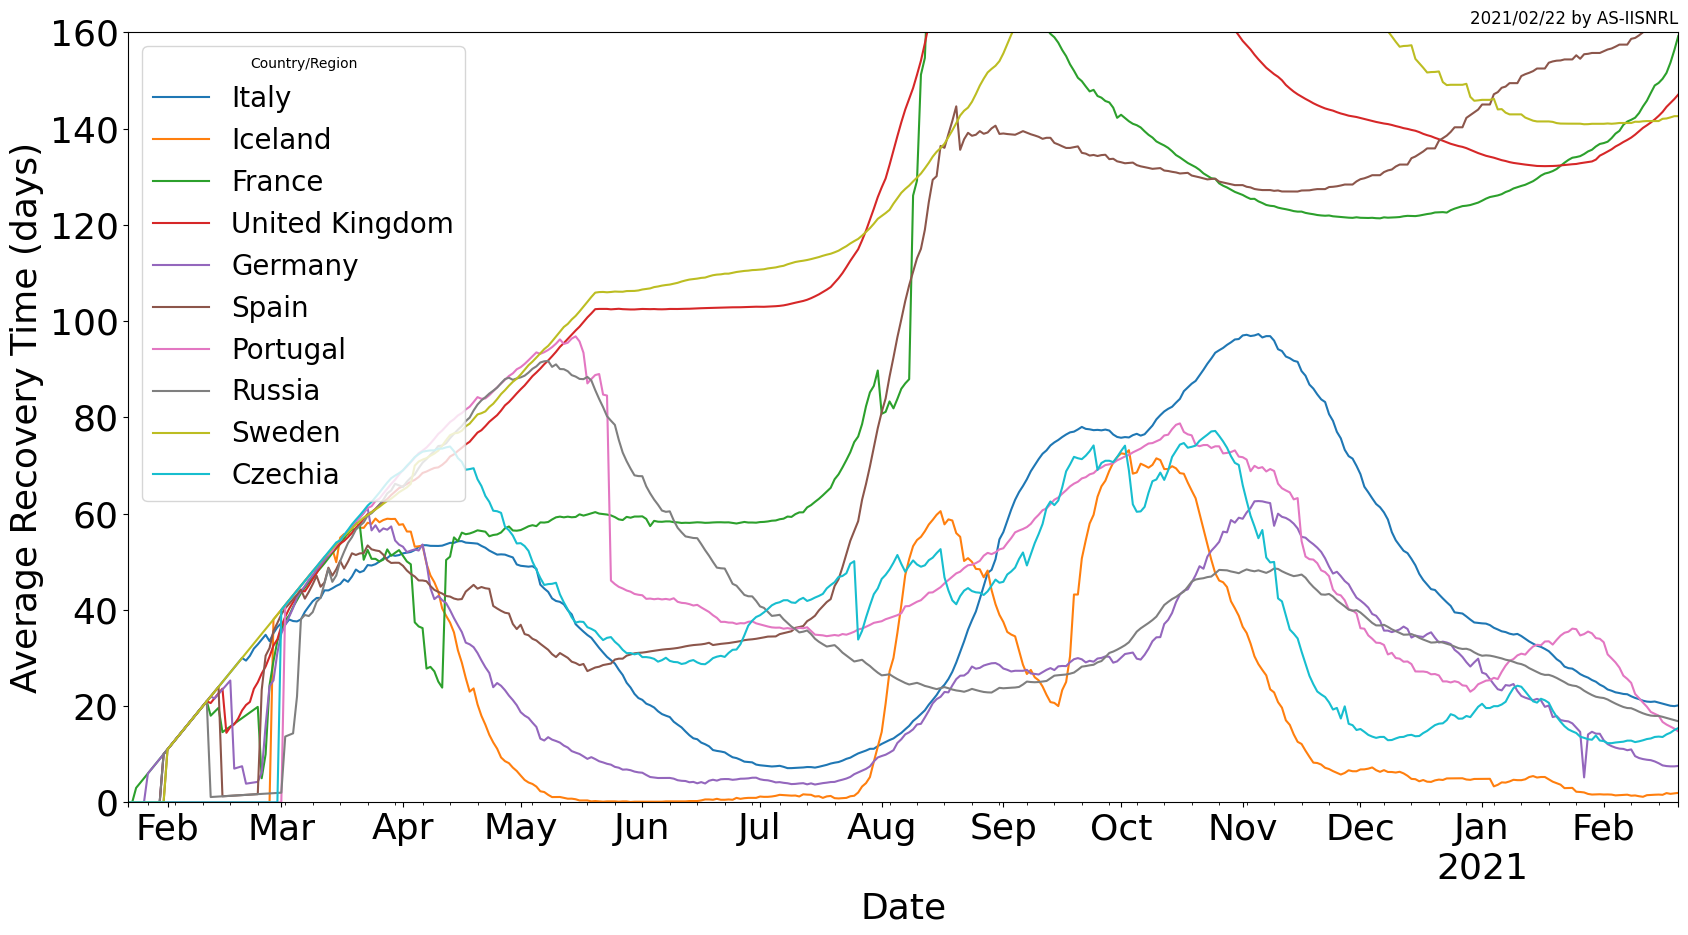 2021/02/22 by AS-IISNRL
Average Recovery Time (days)
160
140
120
100
80
60
40
20
0
Country/Region
Italy
Iceland
France
United Kingdom
Germany
Spain
Portugal
Russia
Sweden
Czechia
Feb Mar Apr May Jun Jul Aug Sep Oct Nov Dec Jan Feb
2021
Date